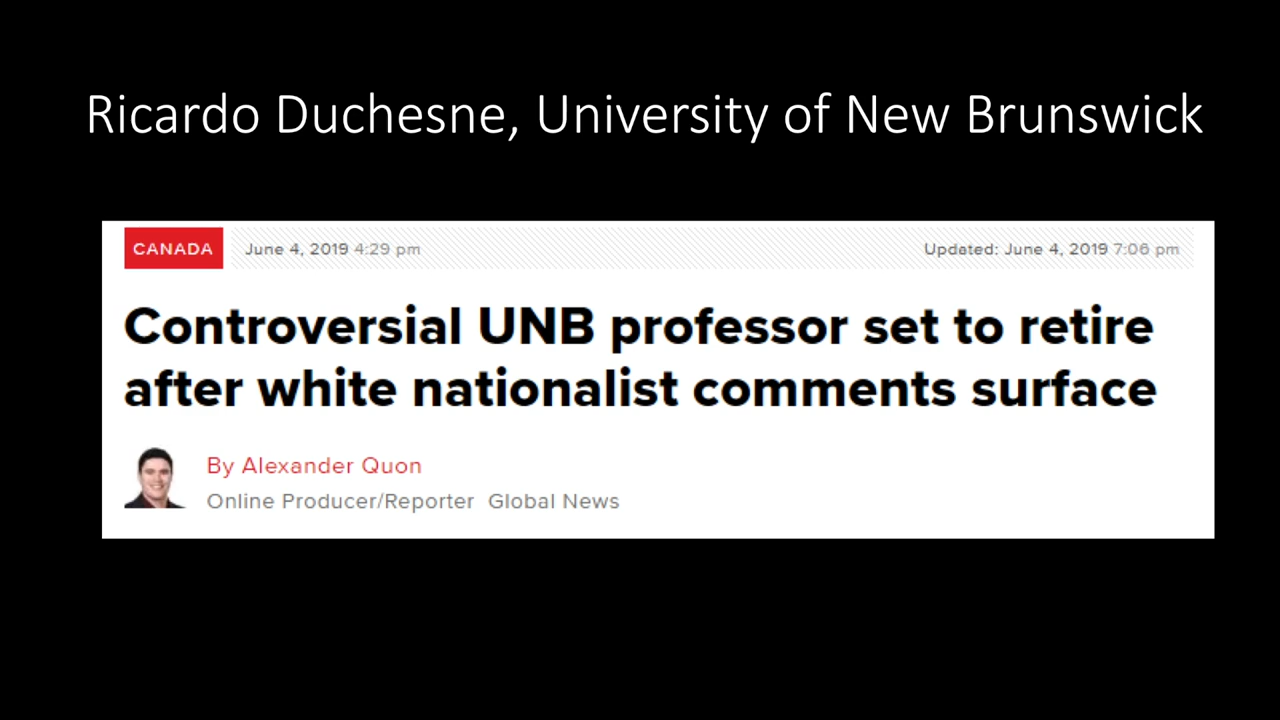 Ricardo Duchesne, University of New Brunswick
CANADA June 4, 2019 4:29 pm Updated: June 4, 2019 7:06 pm
Controversial UNB professor set to retire
after white nationalist comments surface
By Alexander Quon
Online Producer/Reporter Global News